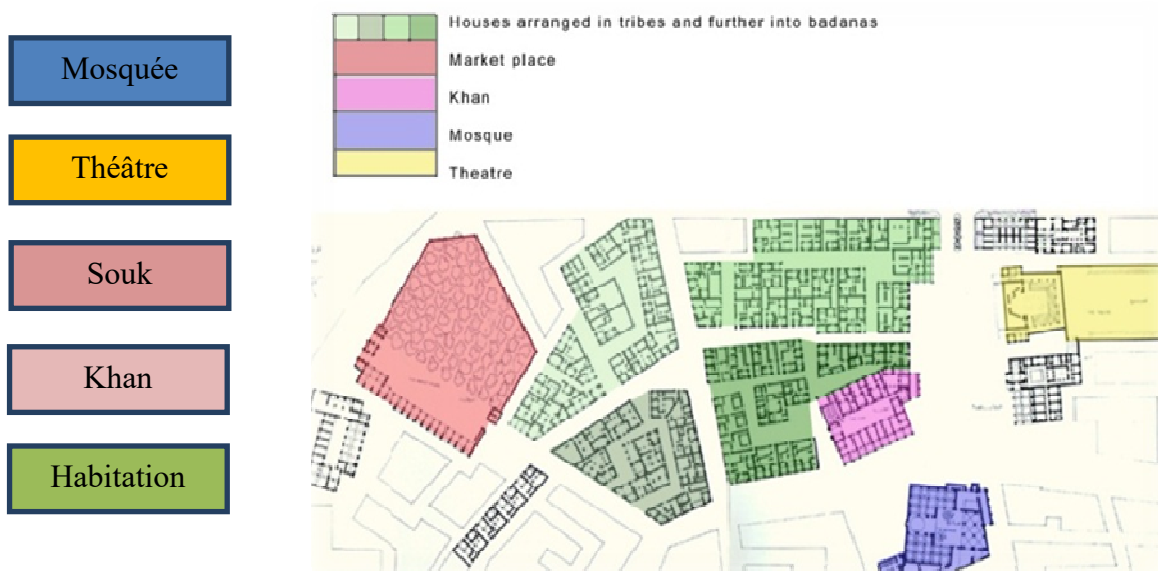 Mosquée
Théâtre
Souk
Khan
Habitation
Houses arranged in tribes and further into badanas
Market place
Khan
Mosque
Theatre